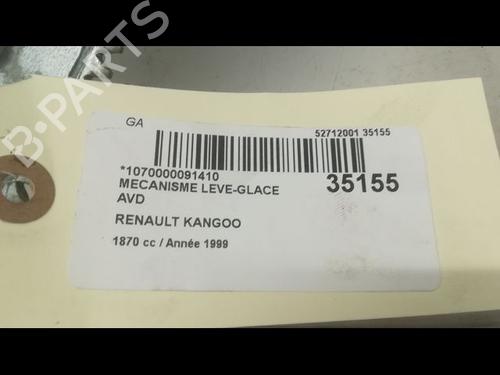 GA
52712001 35155
*1070000091410
MECANISME LEVE-GLACE
AVD
35155
RENAULT KANGOO
1870 cc / Année 1999
B-PARTS